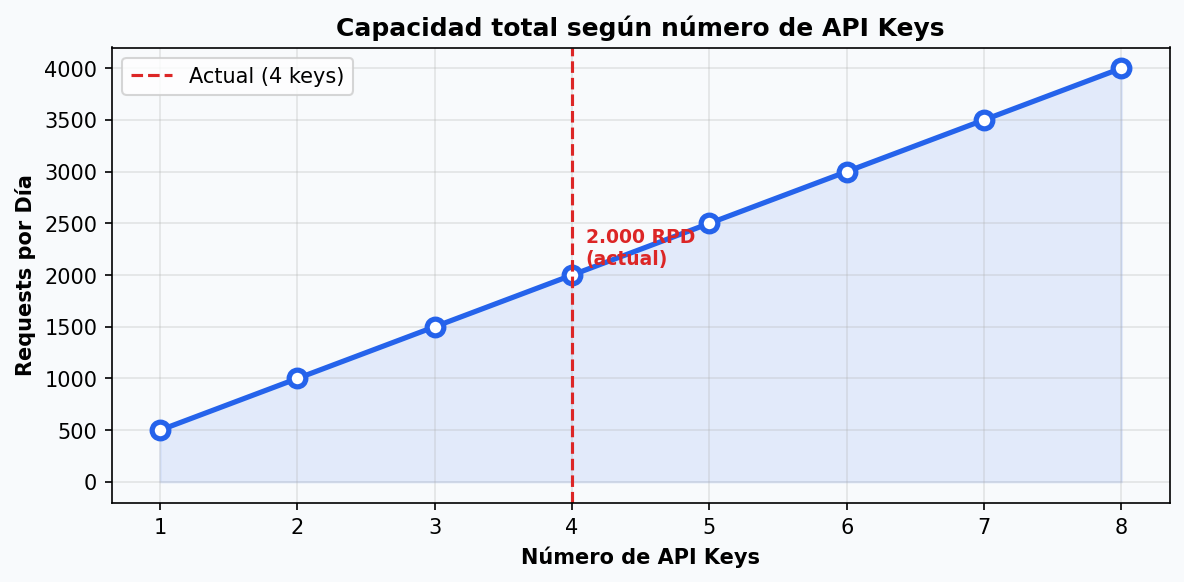 Capacidad total según número de API Keys
Actual (4 keys)
Requests por Día
4000
3500
3000
2500
2000
1500
1000
500
0
2.000 RPD
(actual)
1 2 3 4 5 6 7 8
Número de API Keys